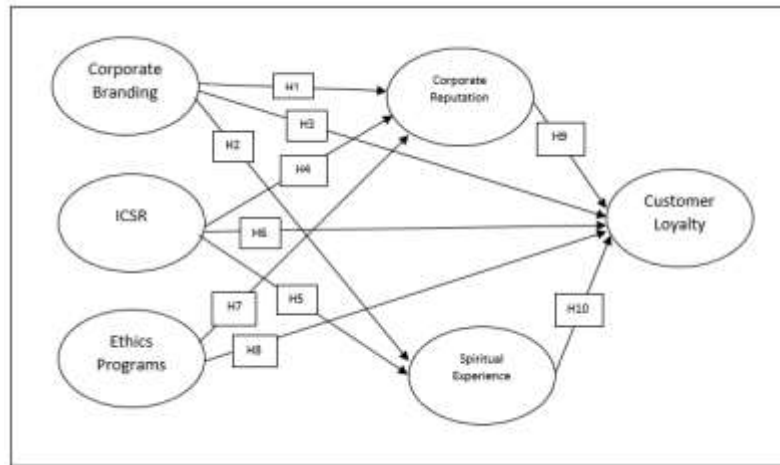 Corporate
Branding
H1
Corporate
Reputation
H3
H2
H9
H4
ICSR
H6
Customer
Loyalty
H7
H5
H10
Ethics
Programs
H8
Spiritual
Experience